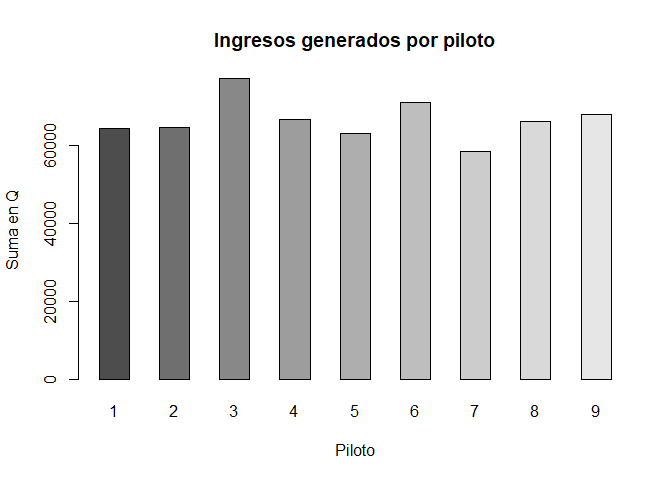 Ingresos generados por piloto
Suma en Q
60000
40000
20000
0
1 2 3 4 5 6 7 8 9
Piloto